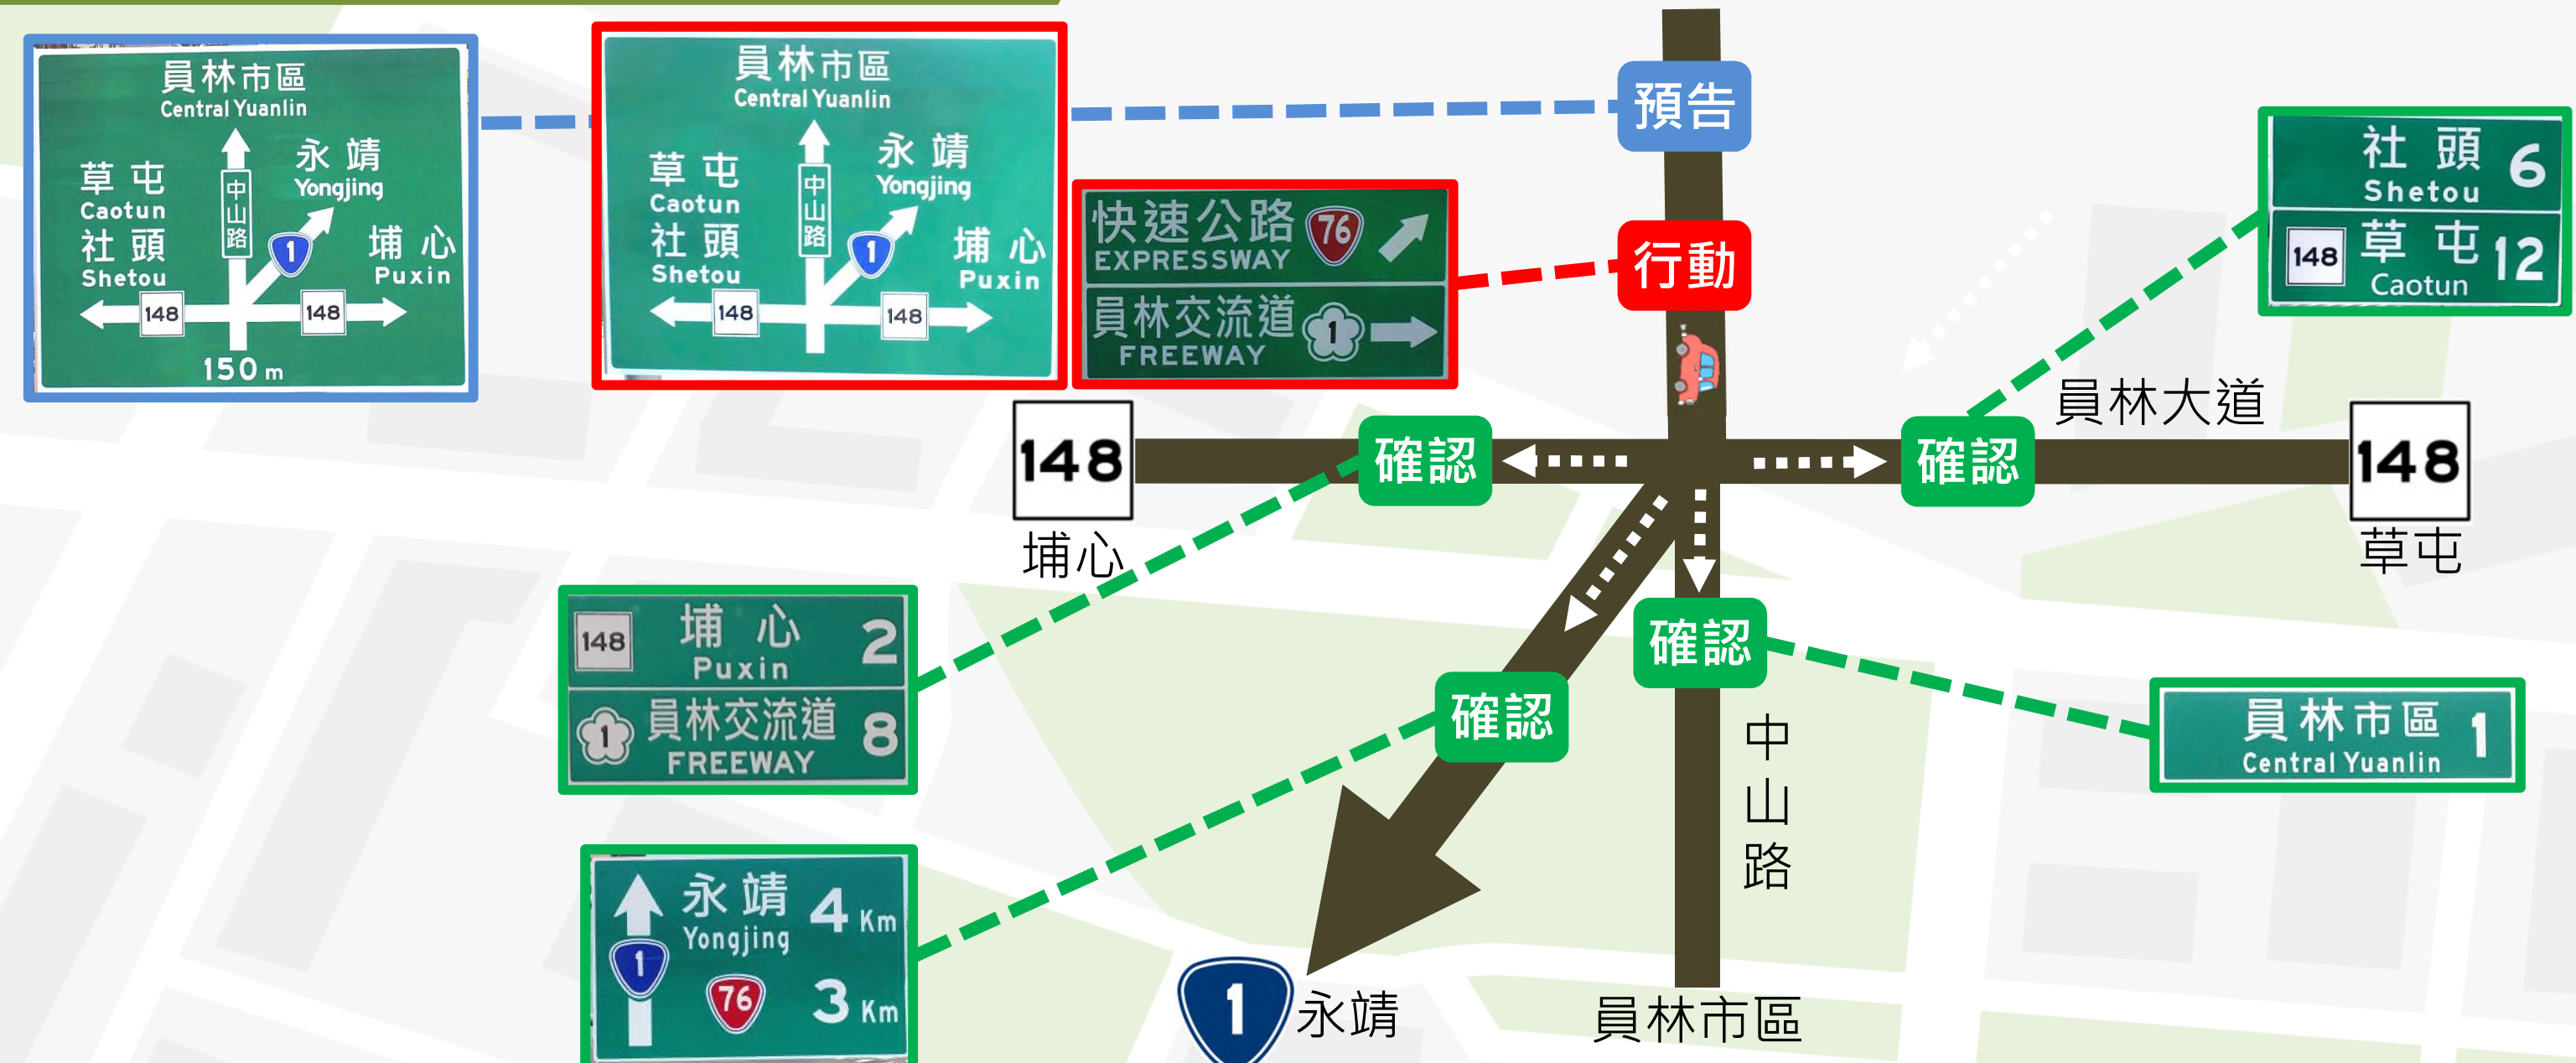 員林市區
Central Yuanlin
草屯
Caotun
社頭
Shetou
中山路
永靖
Yongjing
1
埔心
Puxin
148
148
150 m
員林市區
Central Yuanlin
草屯
Caotun
社頭
Shetou
中山路
永靖
Yongjing
1
埔心
Puxin
148
148
快速公路 76
EXPRESSWAY
員林交流道 1
FREEWAY
預告
行動
社頭 6
Shetou
148 草屯 12
Caotun
員林大道
148
埔心
確認
確認
148
草屯
148 埔心 2
Puxin
1 員林交流道 8
FREEWAY
確認
確認
中山路
員林市區 1
Central Yuanlin
永靖 4 Km
Yongjing
1
76 3 Km
1 永靖
員林市區